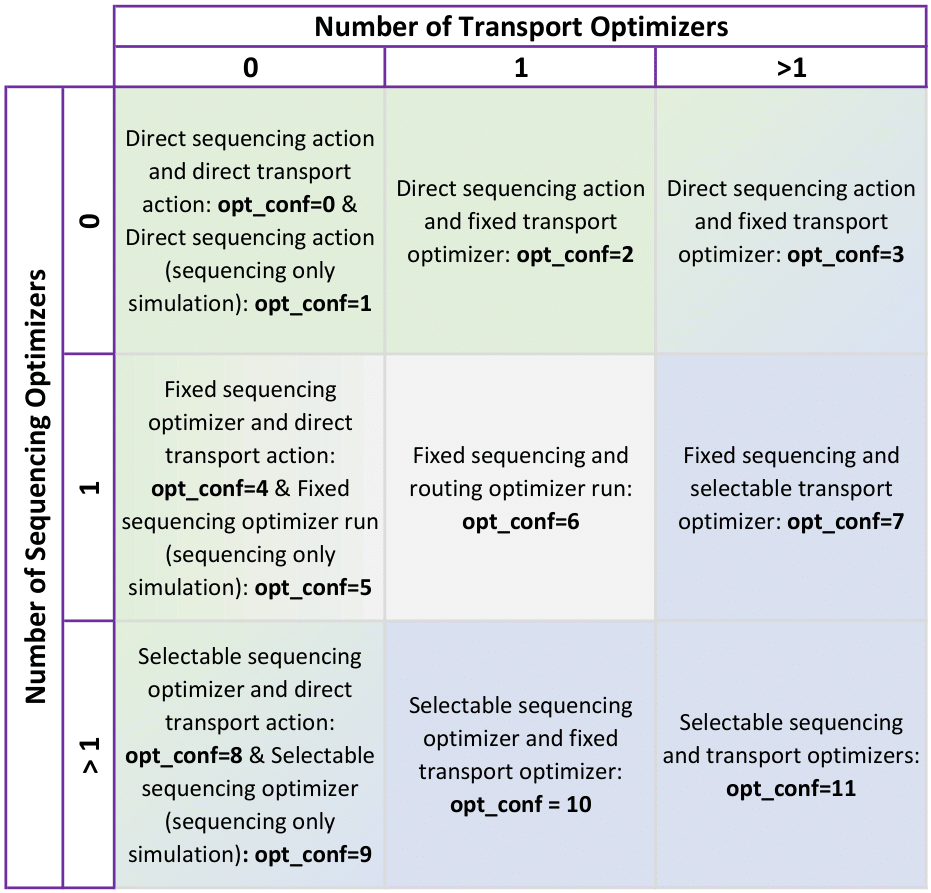 Number of Transport Optimizers
0
1
>1
Number of Sequencing Optimizers
0
Direct sequencing action
and direct transport
action: opt_conf=0 &
Direct sequencing action
(sequencing only
simulation): opt_conf=1
Direct sequencing action
and fixed transport
optimizer: opt_conf=2
Direct sequencing action
and fixed transport
optimizer: opt_conf=3
1
Fixed sequencing
optimizer and direct
transport action:
opt_conf=4 & Fixed
sequencing optimizer run
(sequencing only
simulation): opt_conf=5
Fixed sequencing and
routing optimizer run:
opt_conf=6
Fixed sequencing and
selectable transport
optimizer: opt_conf=7
> 1
Selectable sequencing
optimizer and direct
transport action:
opt_conf=8 & Selectable
sequencing optimizer
(sequencing only
simulation): opt_conf=9
Selectable sequencing
optimizer and fixed
transport optimizer:
opt_conf = 10
Selectable sequencing
and transport optimizers:
opt_conf=11